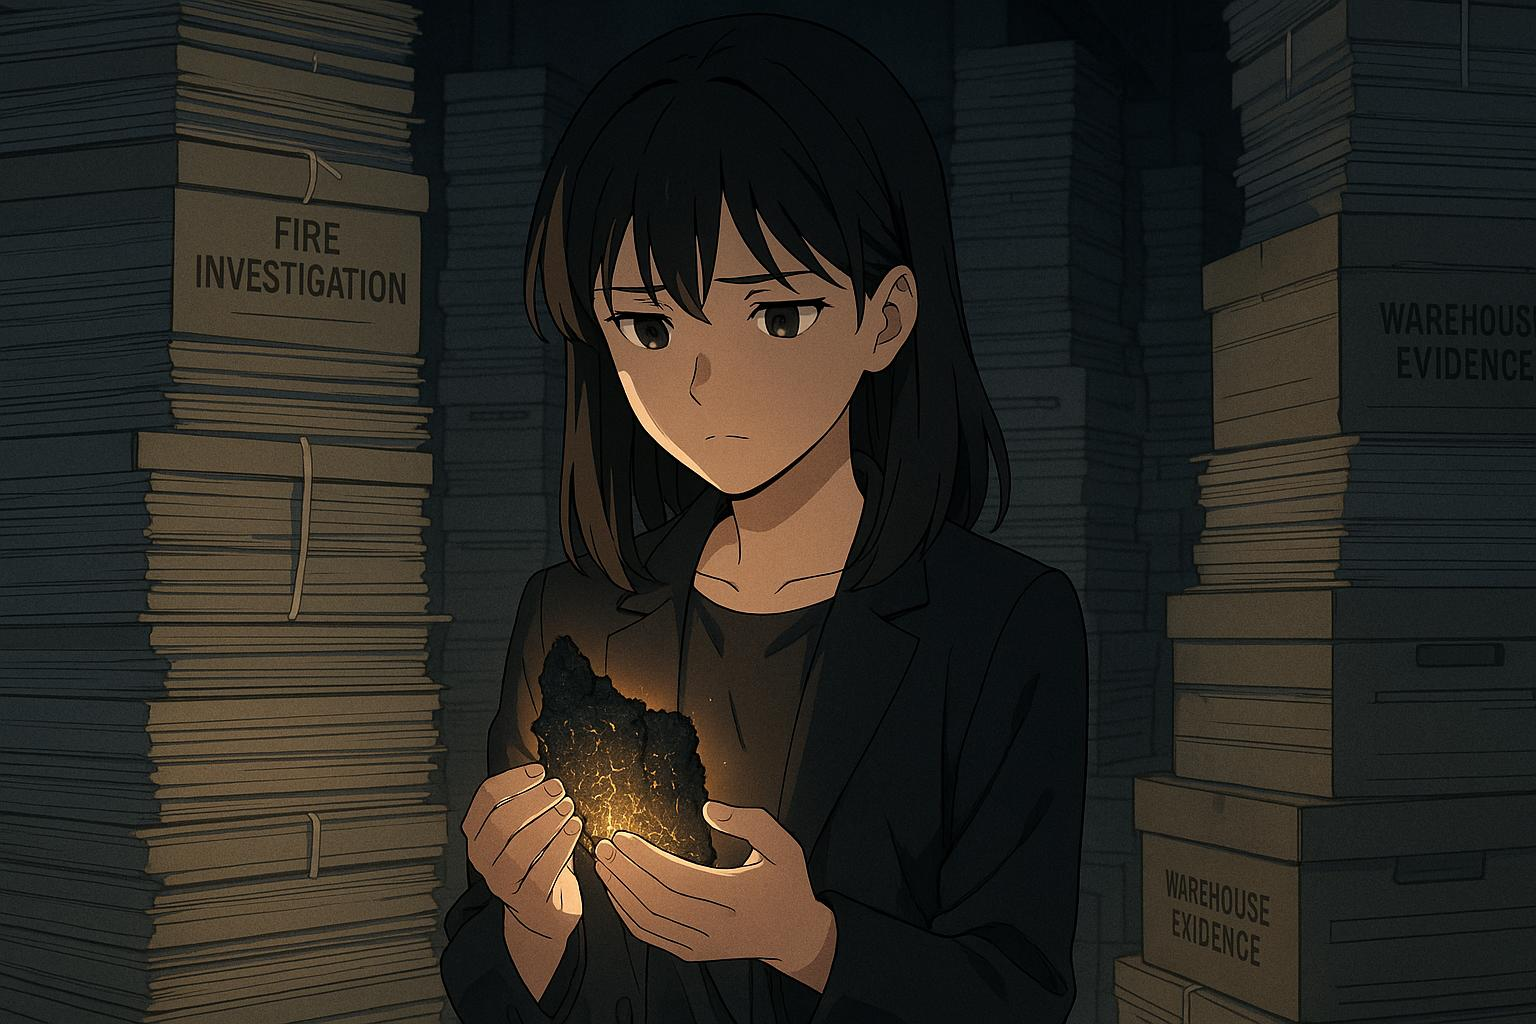 FIRE
INVESTIGATION
WAREHOUS
EVIDENCE
WAREHOUSE
EXIDENCE